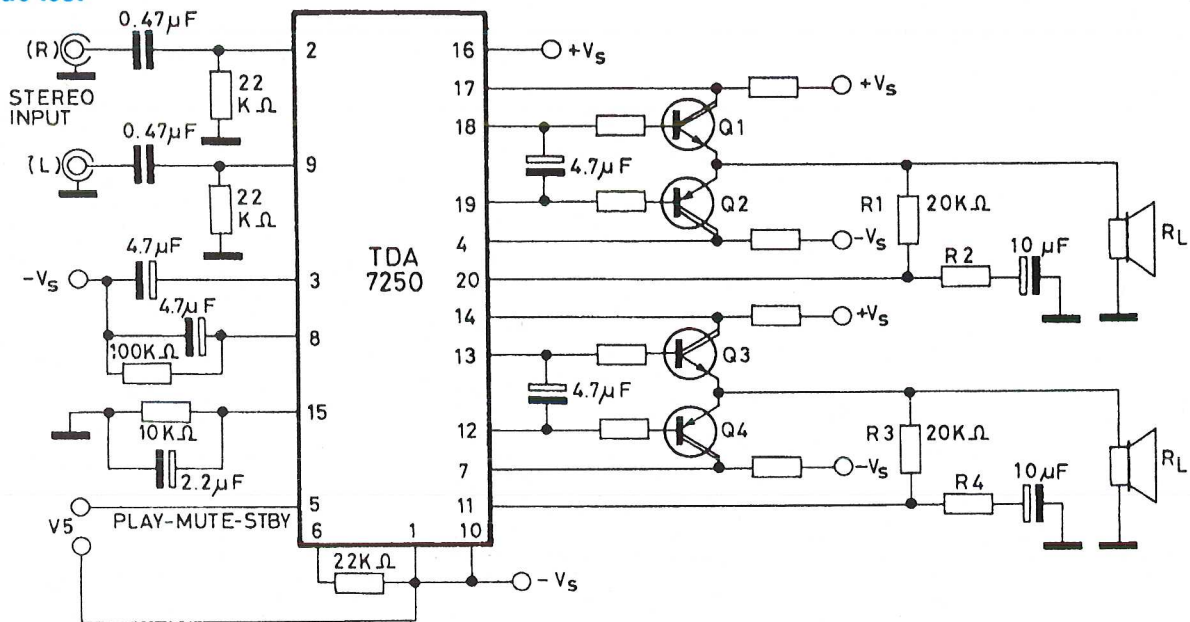 (R)
STEREO
INPUT
(L)
0.47µF
22
KΩ
0.47µF
22
KΩ
4.7µF
-Vs
4.7µF
100KΩ
10KΩ
2.2µF
V5
PLAY-MUTE-STBY
22KΩ
-Vs
TDA
7250
2
9
3
8
15
5
6
1
10
16
17
18
19
4
20
14
13
12
7
11
+Vs
+Vs
Q1
4.7µF
Q2
-Vs
R1
20KΩ
R2
10 µF
RL
+Vs
Q3
4.7µF
Q4
-Vs
R3
20KΩ
R4
10µF
RL